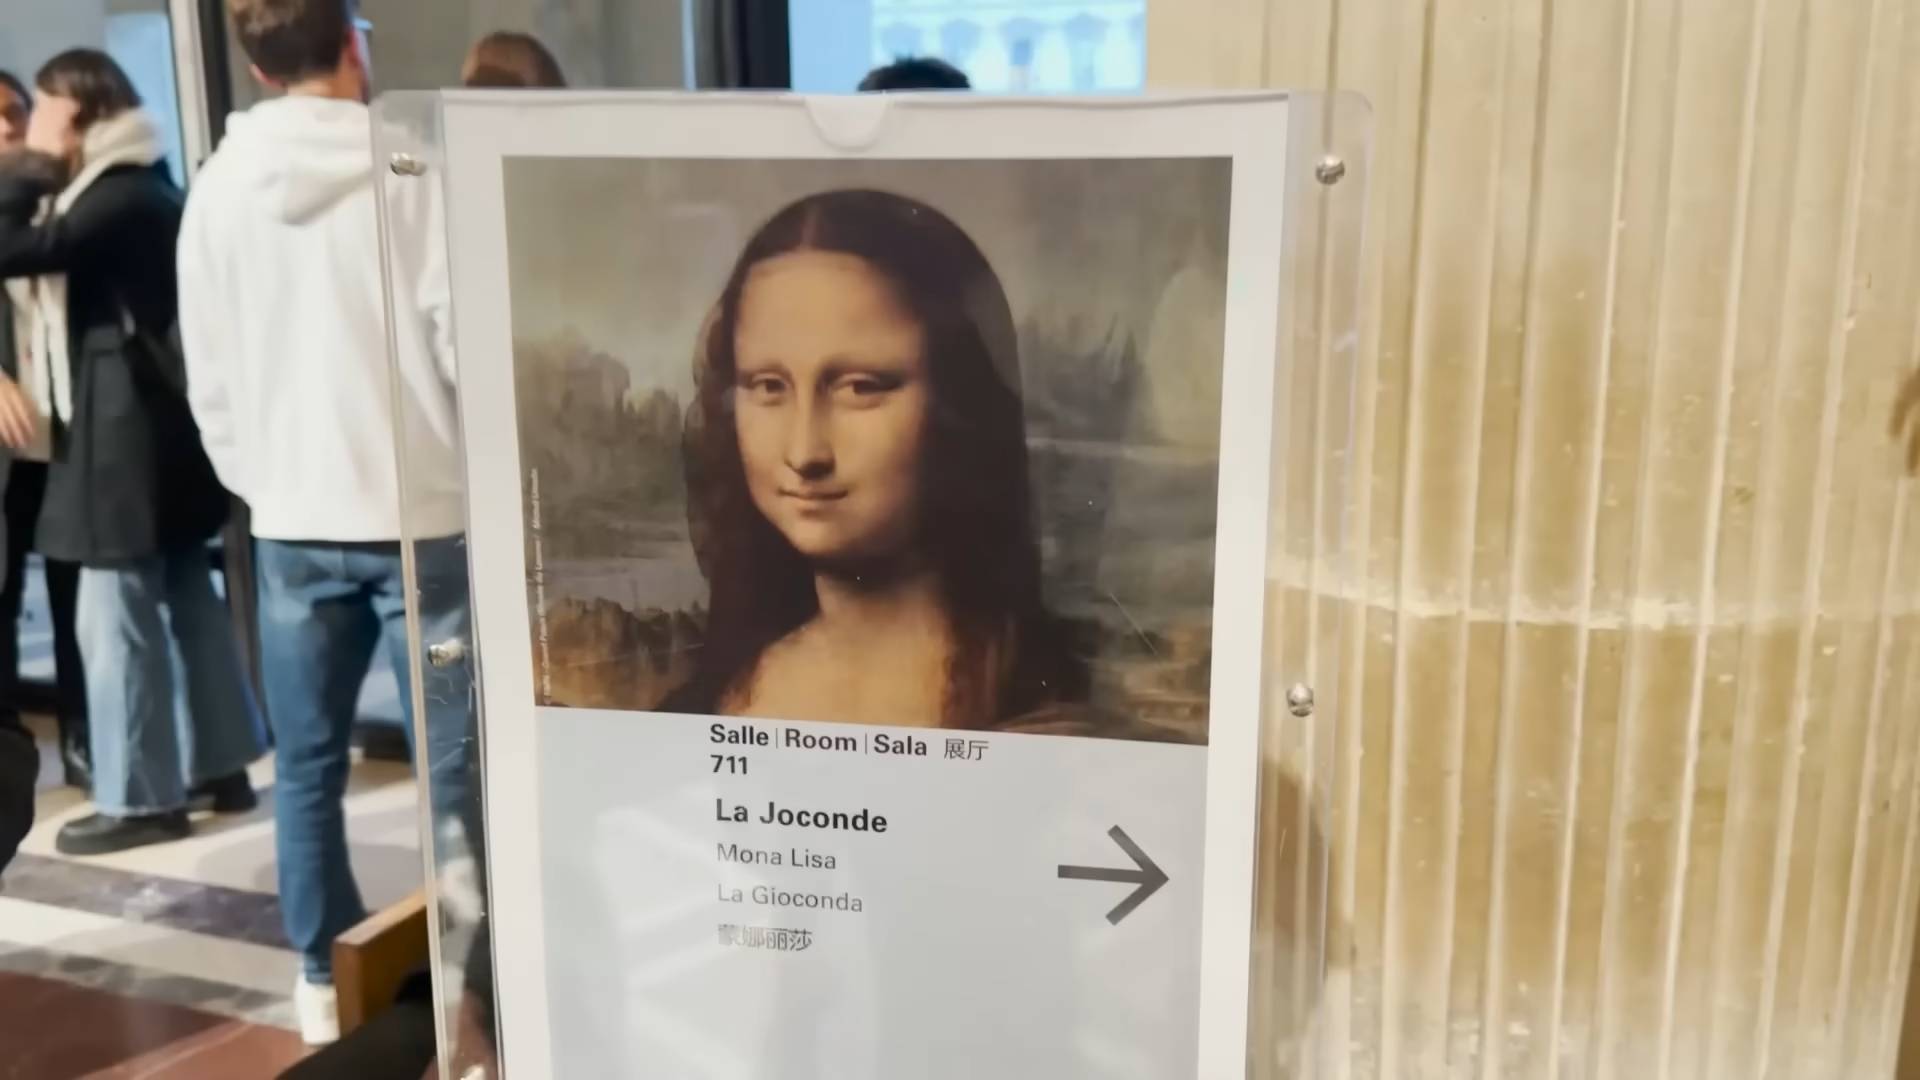 Salle | Room | Sala 展厅
711
La Joconde
Mona Lisa
La Gioconda
蒙娜丽莎